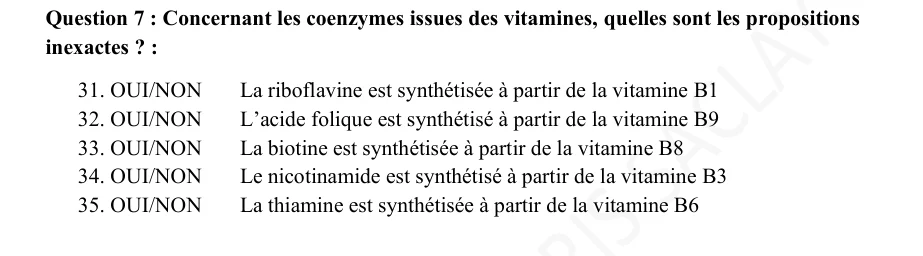 Question 7 : Concernant les coenzymes issues des vitamines, quelles sont les propositions
inexactes ? :
31. OUI/NON La riboflavine est synthétisée à partir de la vitamine B1
32. OUI/NON L’acide folique est synthétisé à partir de la vitamine B9
33. OUI/NON La biotine est synthétisée à partir de la vitamine B8
34. OUI/NON Le nicotinamide est synthétisé à partir de la vitamine B3
35. OUI/NON La thiamine est synthétisée à partir de la vitamine B6